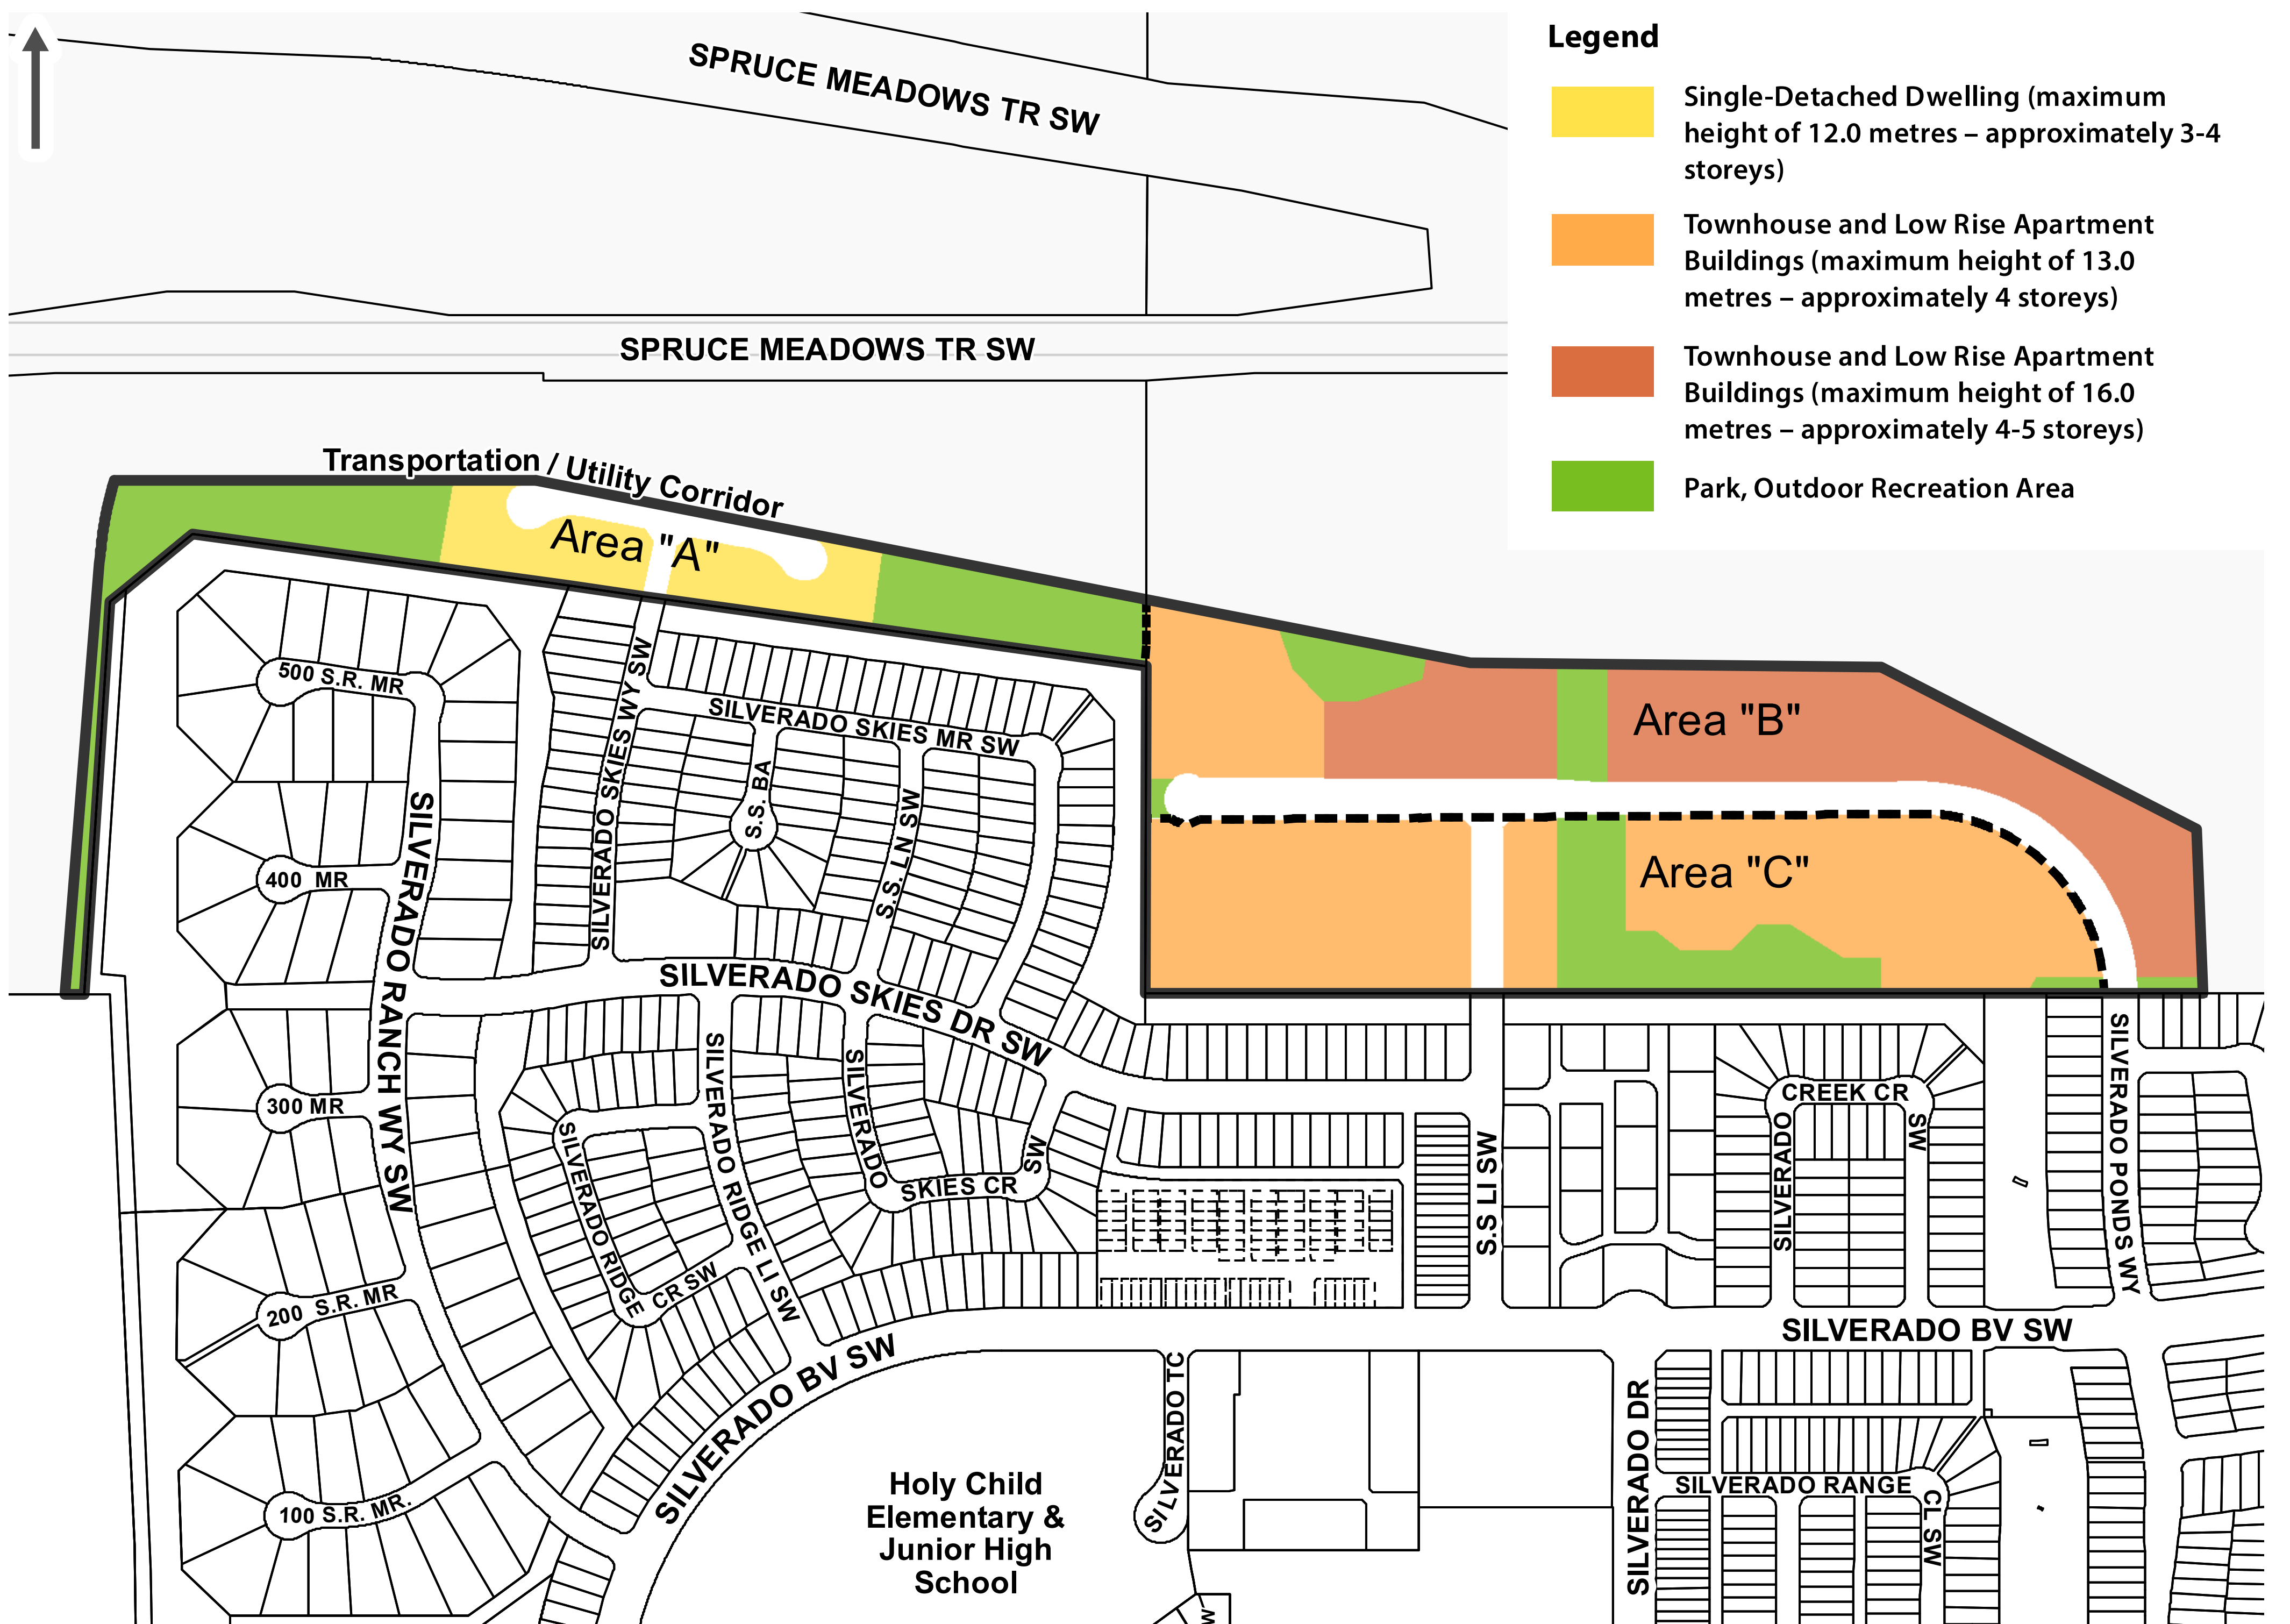 SPRUCE MEADOWS TR SW
Legend
Single-Detached Dwelling (maximum
height of 12.0 metres – approximately 3-4
storeys)
Townhouse and Low Rise Apartment
Buildings (maximum height of 13.0
metres – approximately 4 storeys)
Townhouse and Low Rise Apartment
Buildings (maximum height of 16.0
metres – approximately 4-5 storeys)
Park, Outdoor Recreation Area
SPRUCE MEADOWS TR SW
Transportation / Utility Corridor
Area "A"
Area "B"
Area "C"
500 S.R. MR
SILVERADO SKIES WY SW
SILVERADO SKIES MR SW
S.S. BA
S.S. LN SW
400 MR
SILVERADO RANCH WY SW
SILVERADO SKIES DR SW
300 MR
SILVERADO RIDGE LI SW
SILVERADO
SKIES CR
SW
SILVERADO RIDGE
CR SW
S.S LI SW
CREEK CR
SILVERADO
SW
SILVERADO PONDS WY
200 S.R. MR
SILVERADO BV SW
SILVERADO BV SW
100 S.R. MR.
SILVERADO TC
SILVERADO DR
SILVERADO RANGE
CL SW
Holy Child
Elementary &
Junior High
School
W